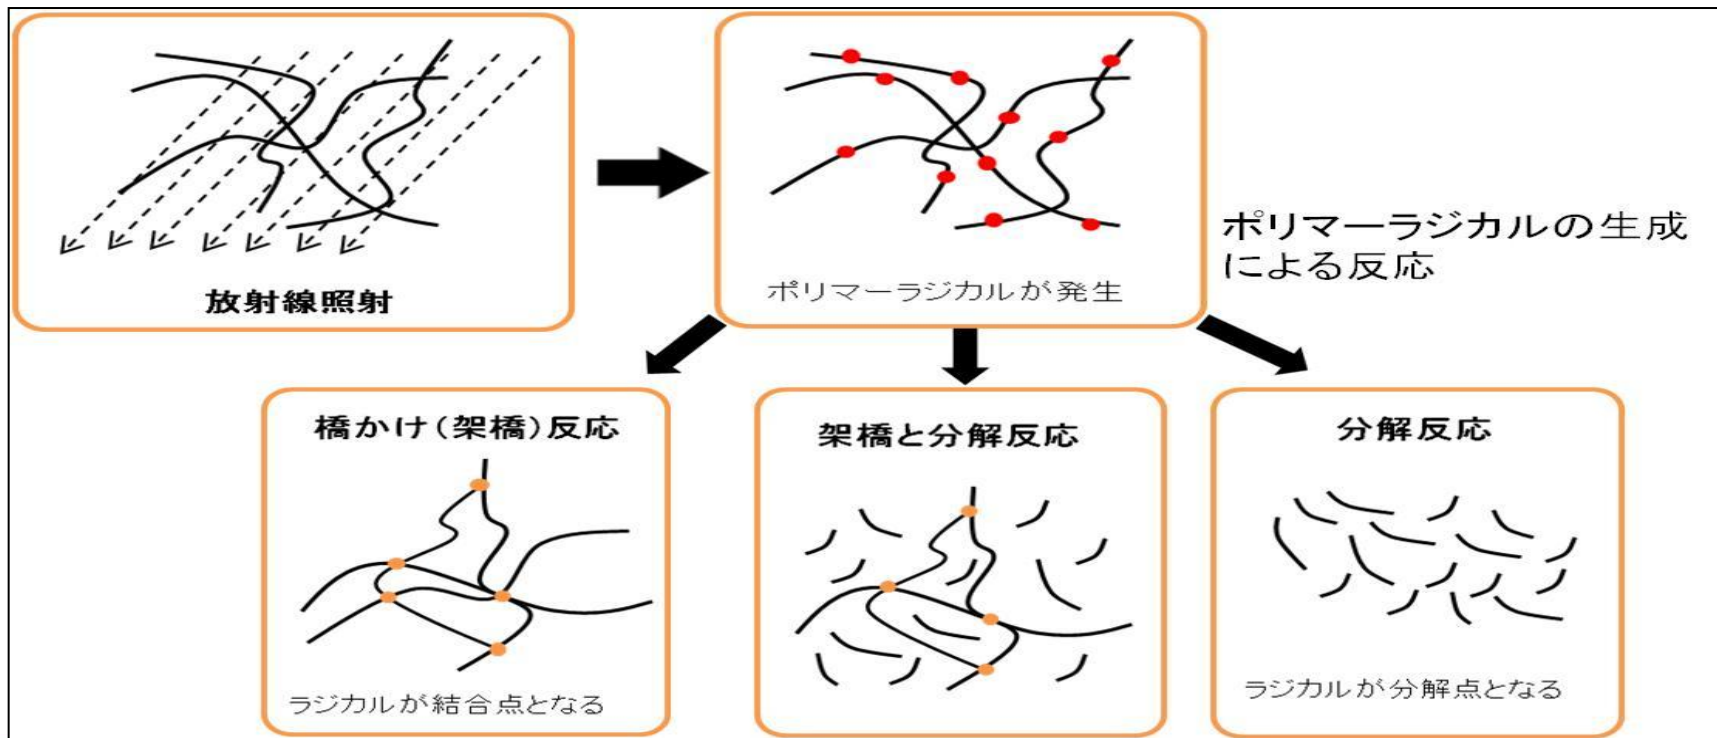 放射線照射
ポリマーラジカルが発生
ポリマーラジカルの生成
による反応
橋かけ(架橋)反応
ラジカルが結合点となる
架橋と分解反応
分解反応
ラジカルが分解点となる